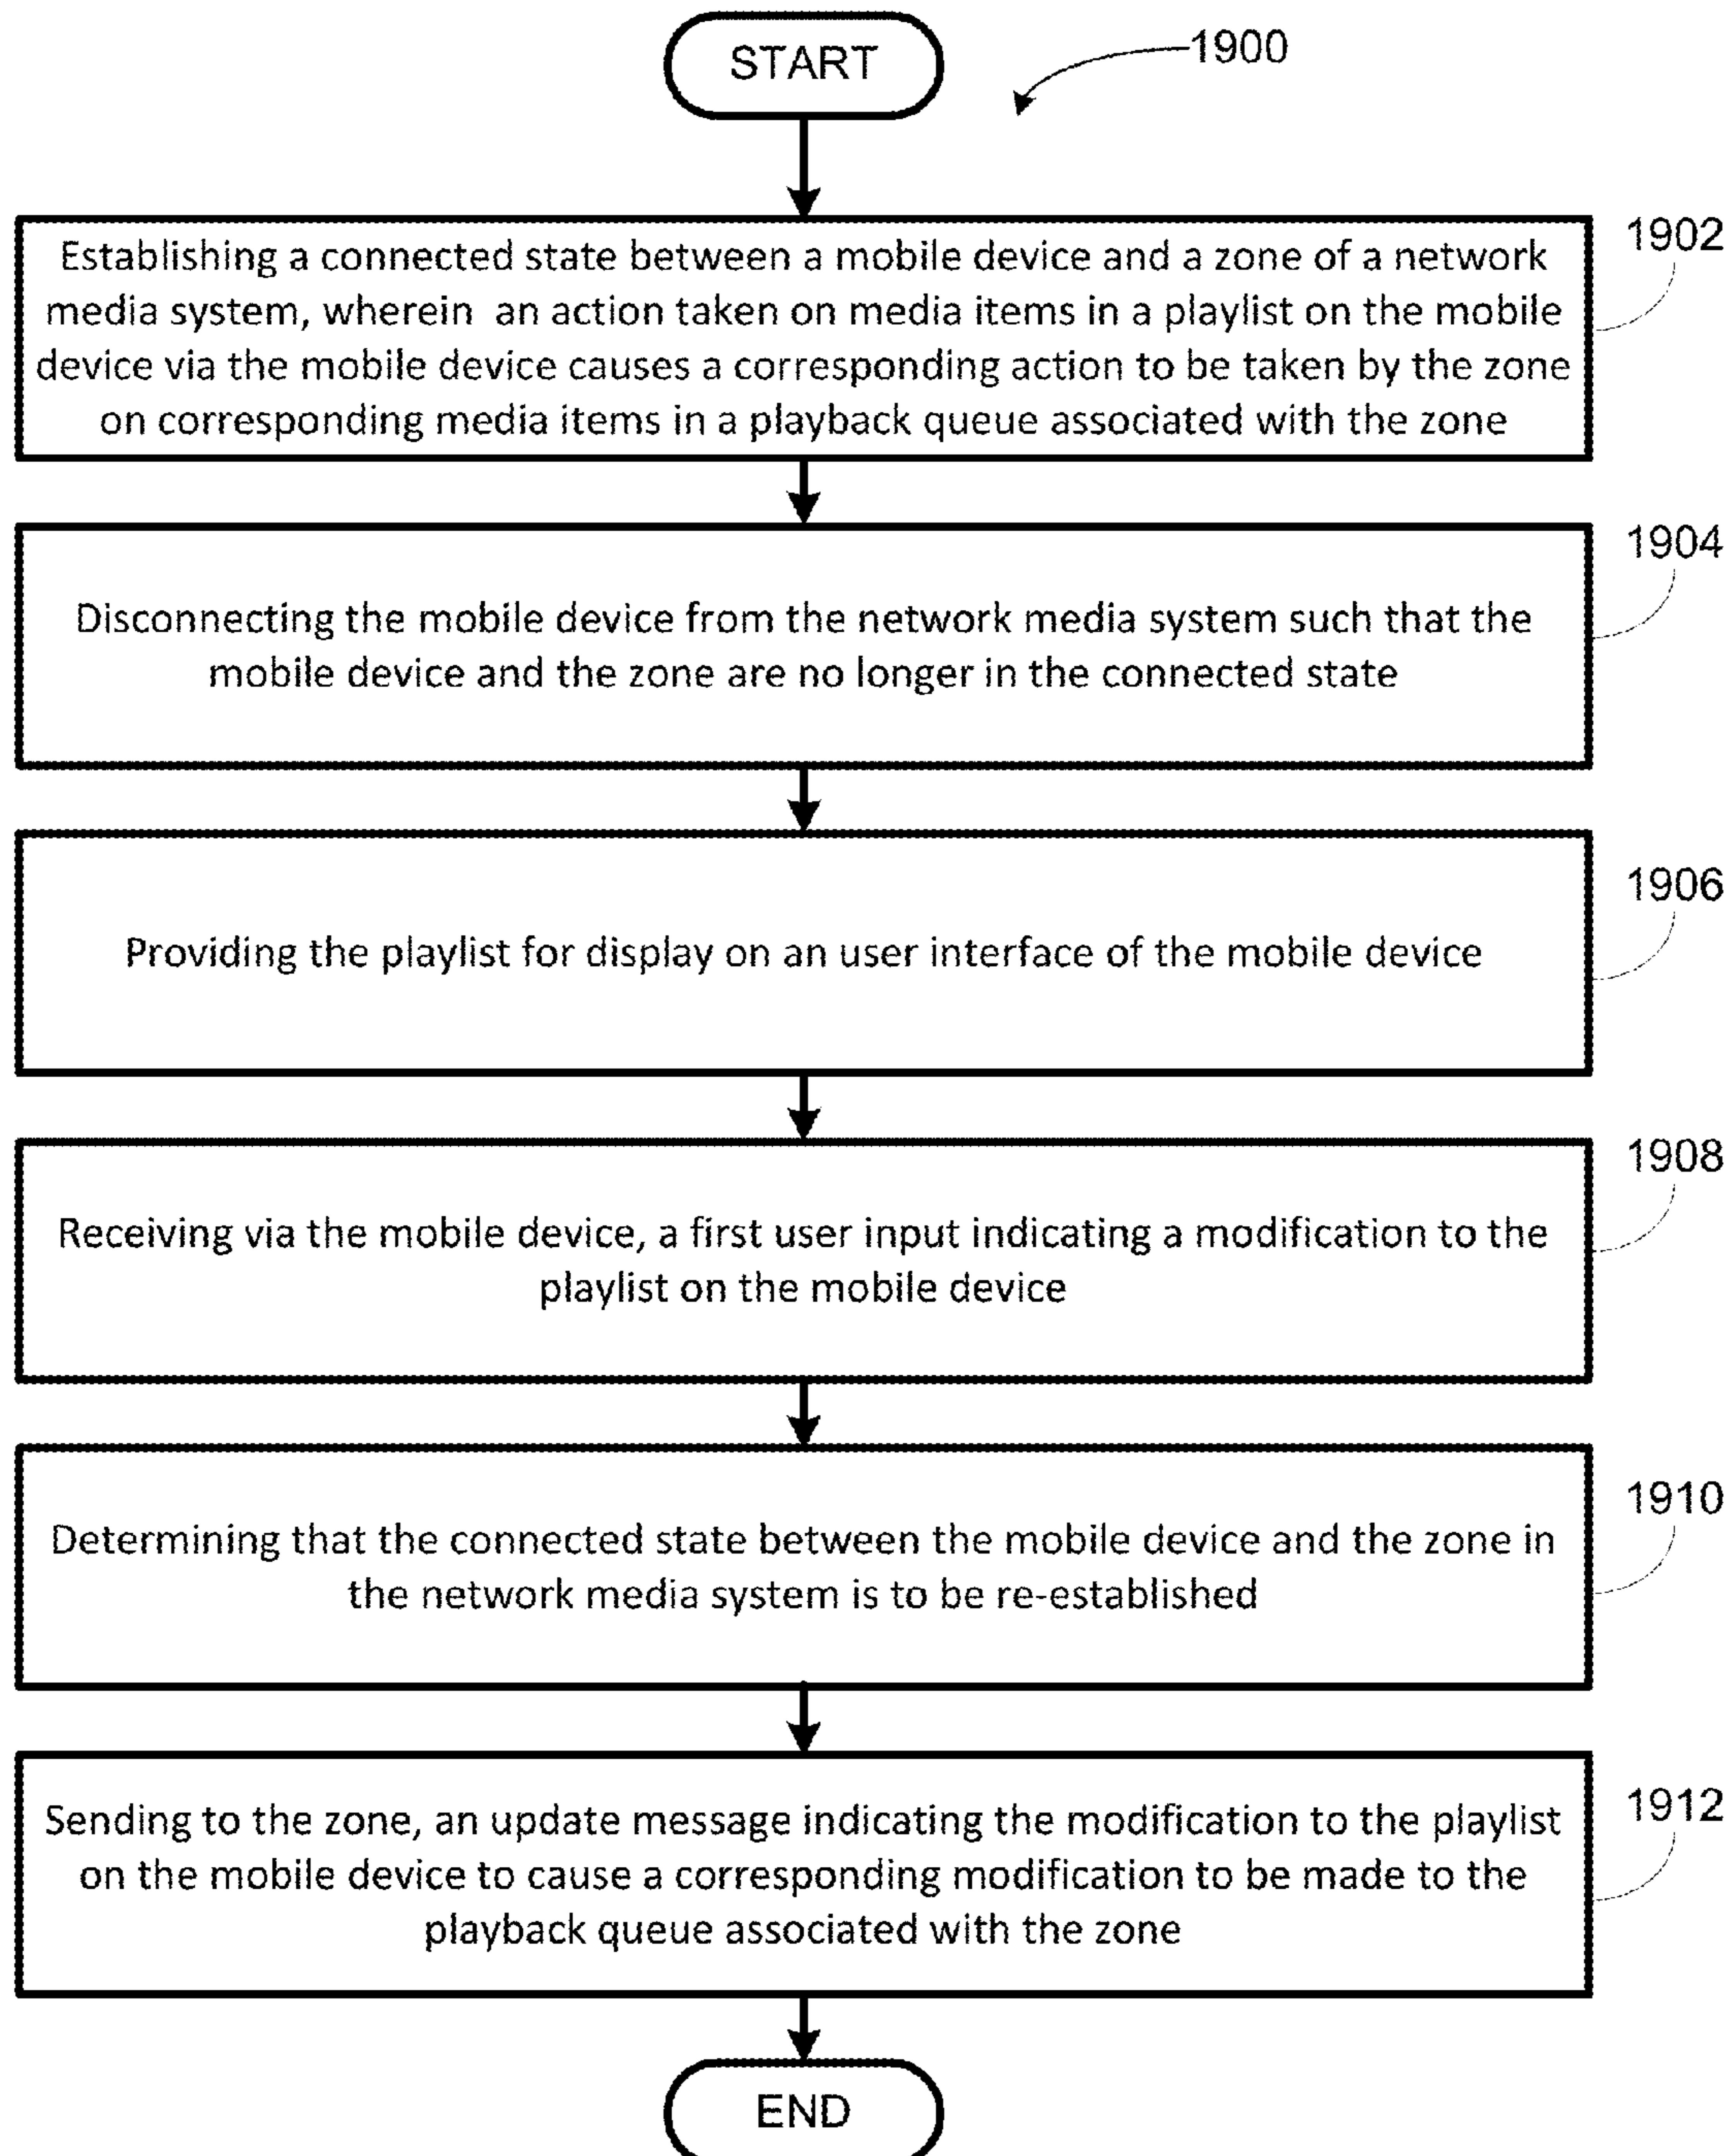 START
1900
1902
Establishing a connected state between a mobile device and a zone of a network
media system, wherein an action taken on media items in a playlist on the mobile
device via the mobile device causes a corresponding action to be taken by the zone
on corresponding media items in a playback queue associated with the zone
1904
Disconnecting the mobile device from the network media system such that the
mobile device and the zone are no longer in the connected state
1906
Providing the playlist for display on an user interface of the mobile device
1908
Receiving via the mobile device, a first user input indicating a modification to the
playlist on the mobile device
1910
Determining that the connected state between the mobile device and the zone in
the network media system is to be re-established
1912
Sending to the zone, an update message indicating the modification to the playlist
on the mobile device to cause a corresponding modification to be made to the
playback queue associated with the zone
END